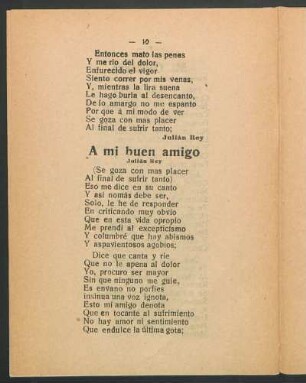 — 10 —
Entonces mato las penas
Y me río del dolor,
Enfurecido el vigor
Siento correr por mis venas,
Y, mientras la lira suena
Le hago burla al desencanto,
De lo amargo no me espanto
Por que á mi modo de ver
Se goza con mas placer
Al final de sufrir tanto;
Julián Rey
A mi buen amigo
Julián Rey
(Se goza con mas placer
Al final de sufrir tanto)
Eso me dice en su canto
Y así nomás debe ser,
Solo, le he de responder
En criticando muy obvio
Que en esta vida opropio
Me prendí al excepticismo
Y columbré que hay abismos
Y aspavientosos agobios;
Dice que canta y rie
Que no le apena al dolor
Yo, procuro ser mayor
Sin que ninguno me guíe,
Es envano no porfies
iminua una voz ignota,
Esto mi amigo denota
Que en tocante al sufrimiento
No hay amor ni sentimiento
Que endulce la última gota;